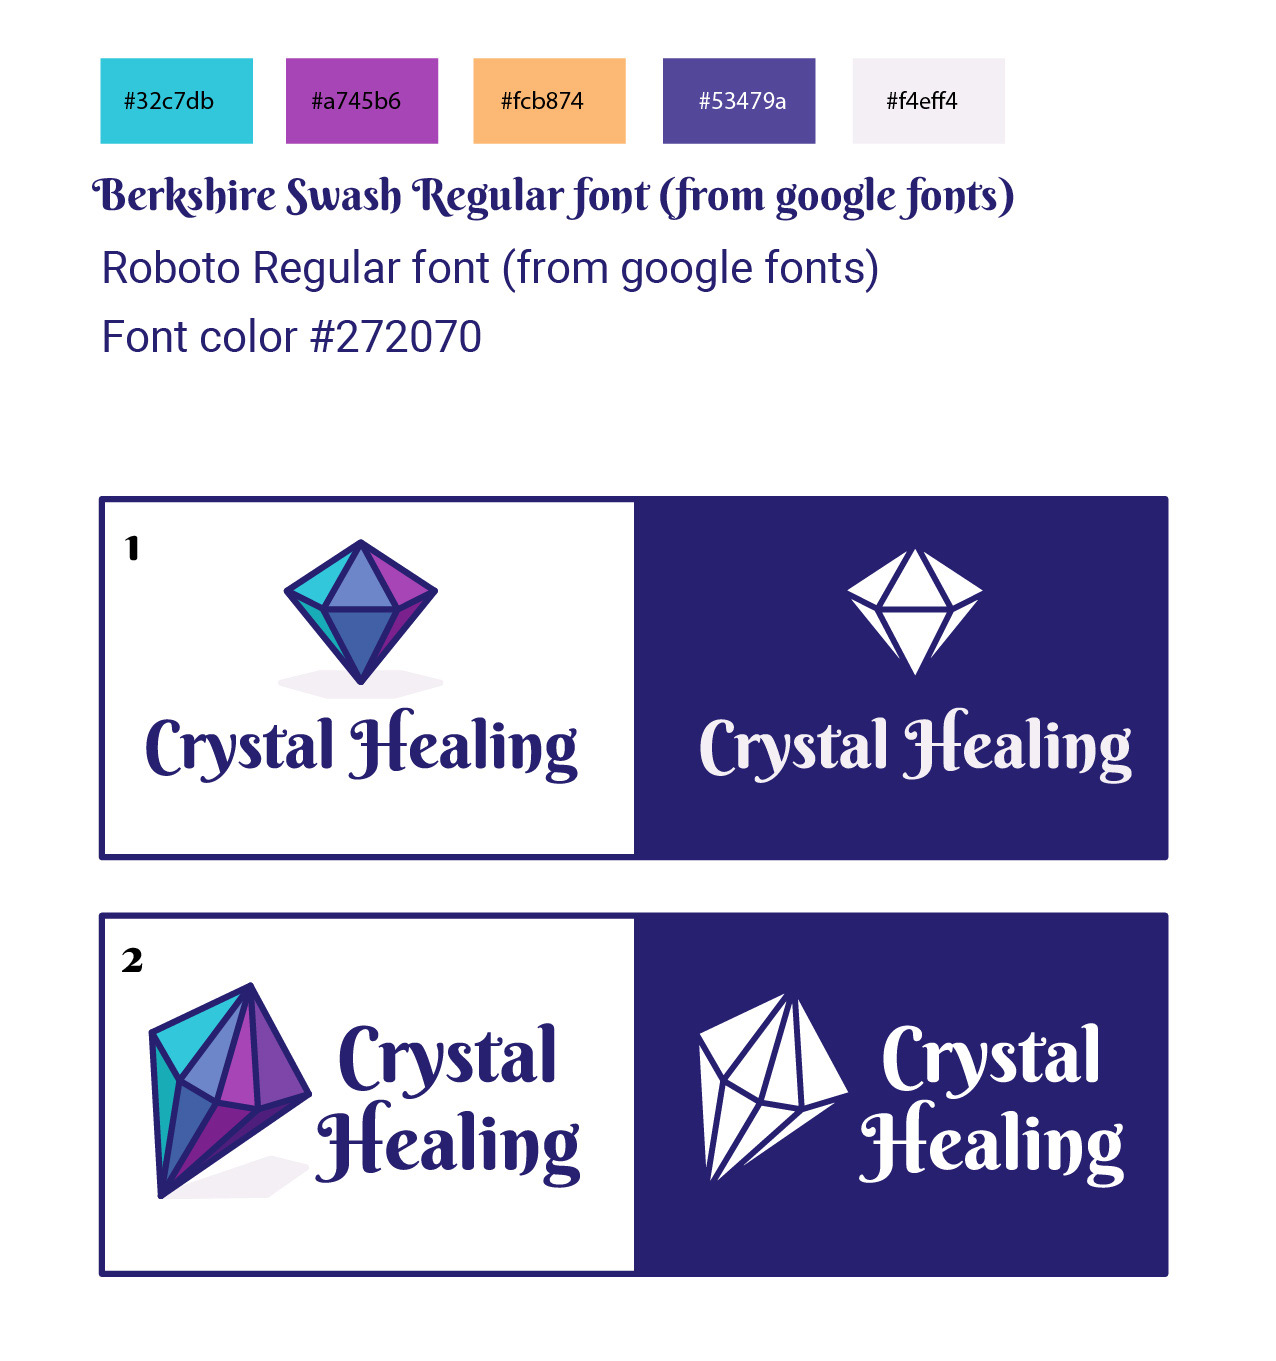 #32c7db #a745b6 #fcb874 #53479a #f4eff4
Berkshire Swash Regular font (from google fonts)
Roboto Regular font (from google fonts)
Font color #272070
1
Crystal Healing
Crystal Healing
2
Crystal
Healing
Crystal
Healing